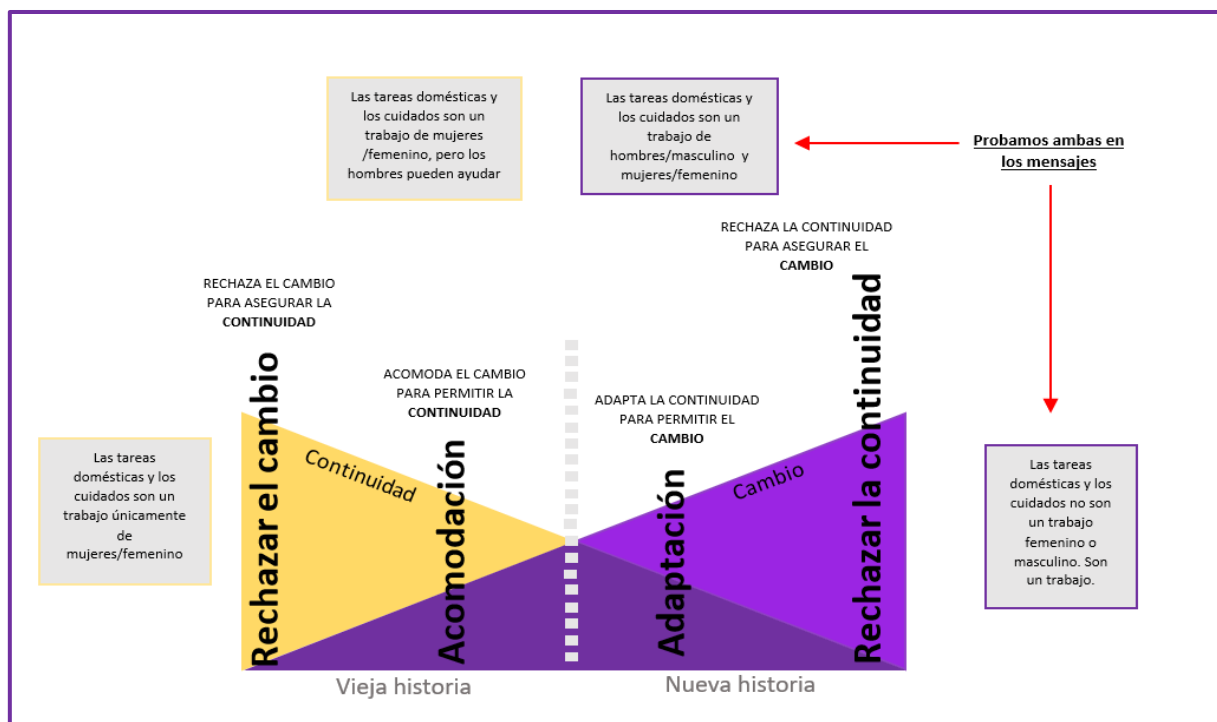 Las tareas domésticas y
los cuidados son un
trabajo de mujeres
/femenino, pero los
hombres pueden ayudar
Las tareas domésticas y
los cuidados son un
trabajo de
hombres/masculino y
mujeres/femenino
Probamos ambas en
los mensajes
RECHAZA LA CONTINUIDAD
PARA ASEGURAR EL
CAMBIO
RECHAZA EL CAMBIO
PARA ASEGURAR LA
CONTINUIDAD
ACOMODA EL CAMBIO
PARA PERMITIR LA
CONTINUIDAD
ADAPTA LA CONTINUIDAD
PARA PERMITIR EL
CAMBIO
Las tareas
domésticas y los
cuidados son un
trabajo únicamente
de
mujeres/femenino
Rechazar el cambio
Continuidad
Acomodación
Adaptación
Cambio
Rechazar la continuidad
Las tareas
domésticas y los
cuidados no son
un trabajo
femenino o
masculino. Son
un trabajo.
Vieja historia
Nueva historia